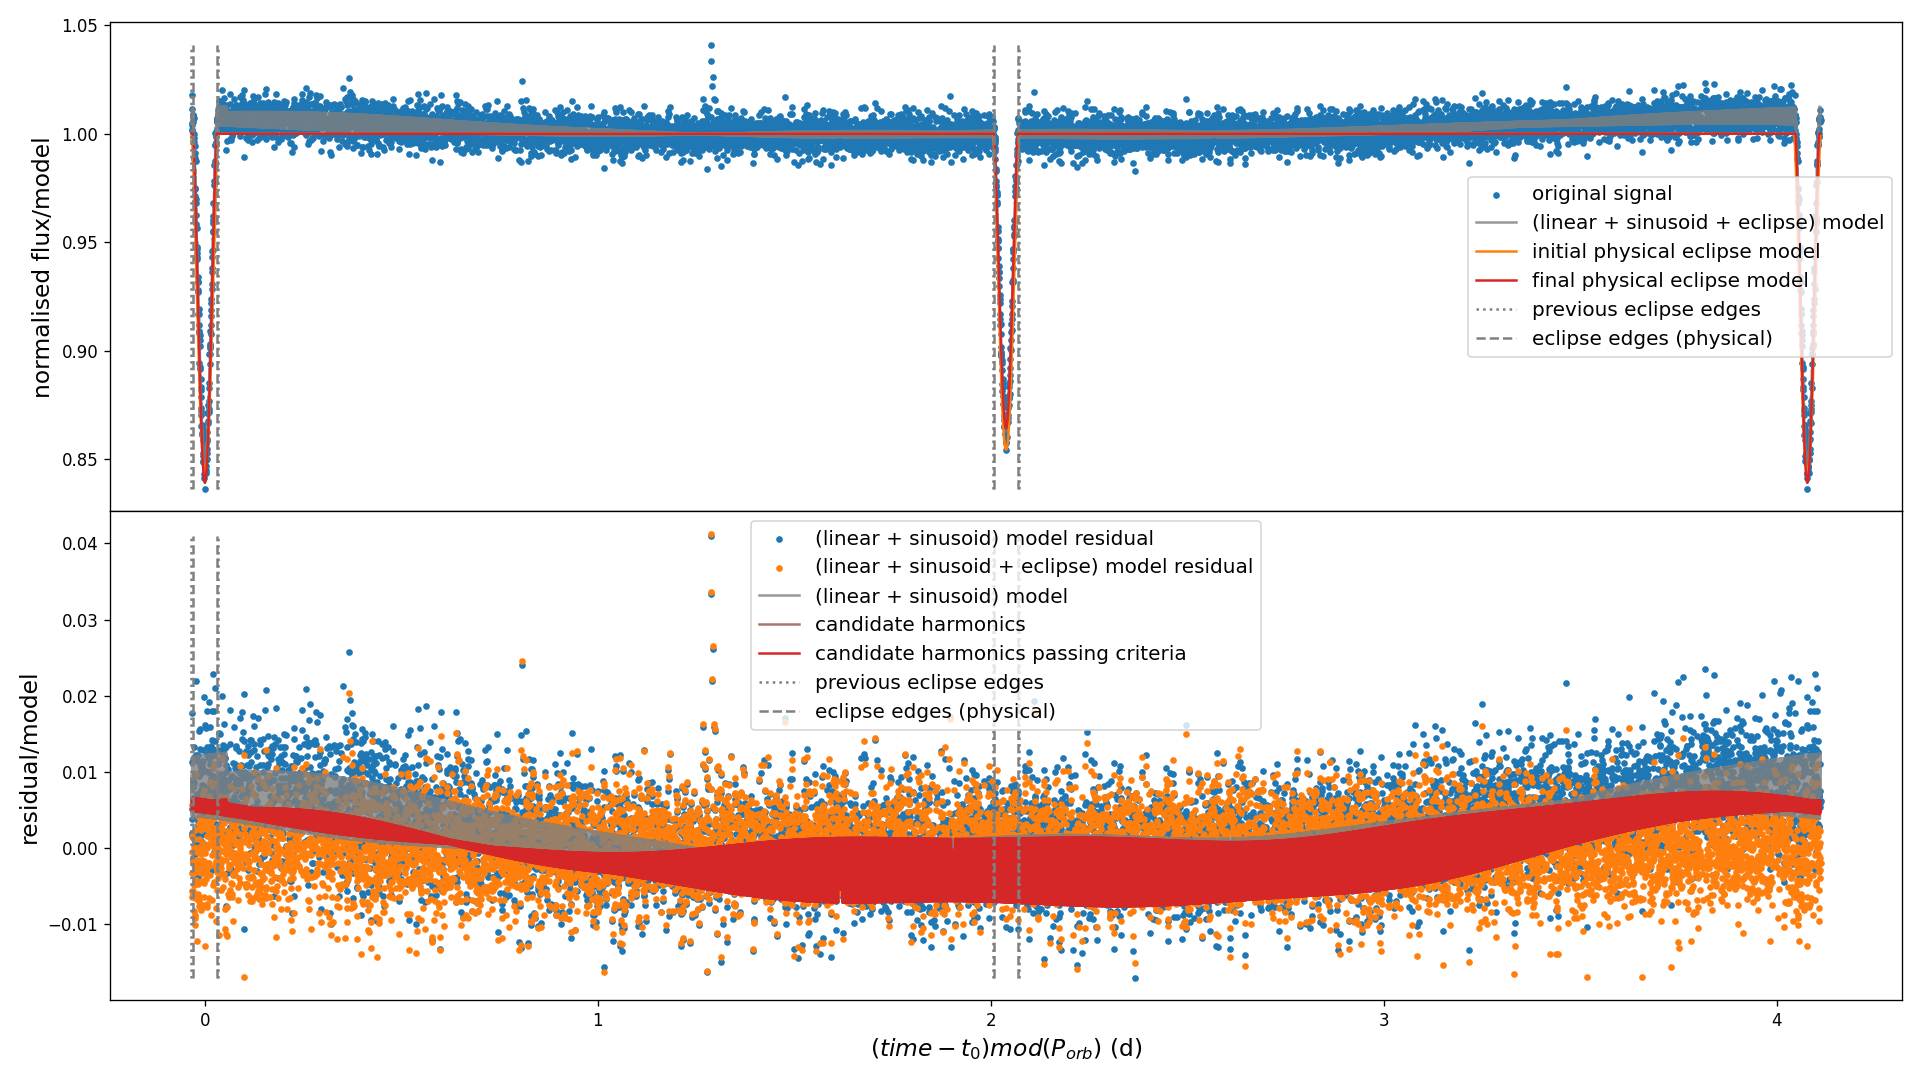 1.05
1.00
0.95
0.90
0.85
normalised flux/model
original signal
(linear + sinusoid + eclipse) model
initial physical eclipse model
final physical eclipse model
previous eclipse edges
eclipse edges (physical)
0.04
0.03
0.02
0.01
0.00
−0.01
residual/model
(linear + sinusoid) model residual
(linear + sinusoid + eclipse) model residual
(linear + sinusoid) model
candidate harmonics
candidate harmonics passing criteria
previous eclipse edges
eclipse edges (physical)
0 1 2 3 4
(time − t₀)mod(Pₒᵣb) (d)